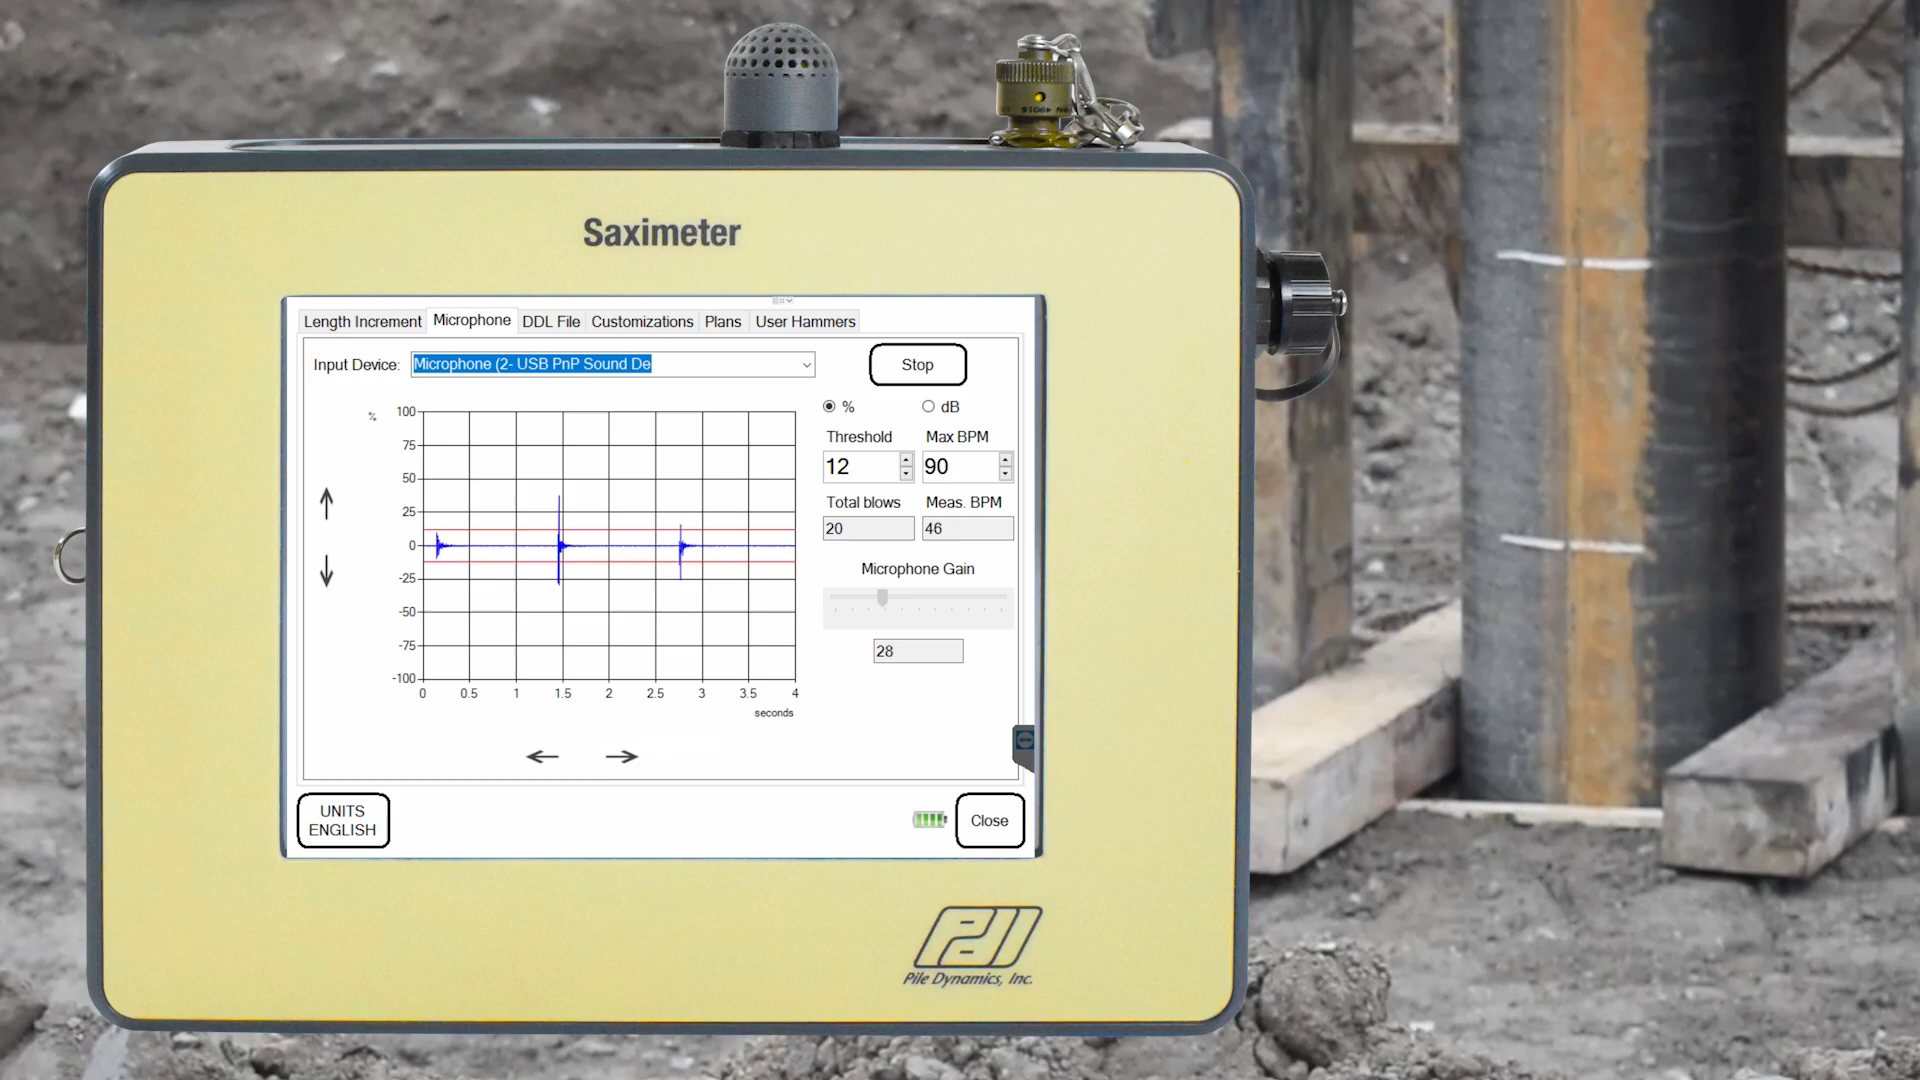 Saximeter
Length Increment Microphone DDL File Customizations Plans User Hammers
Input Device: Microphone (2- USB PnP Sound De
Stop
% dB
Threshold Max BPM
12 90
Total blows Meas. BPM
20 46
Microphone Gain
28
%
100
75
50
25
0
-25
-50
-75
-100
0 0.5 1 1.5 2 2.5 3 3.5 4
seconds
UNITS
ENGLISH
Close
PDI
Pile Dynamics, Inc.